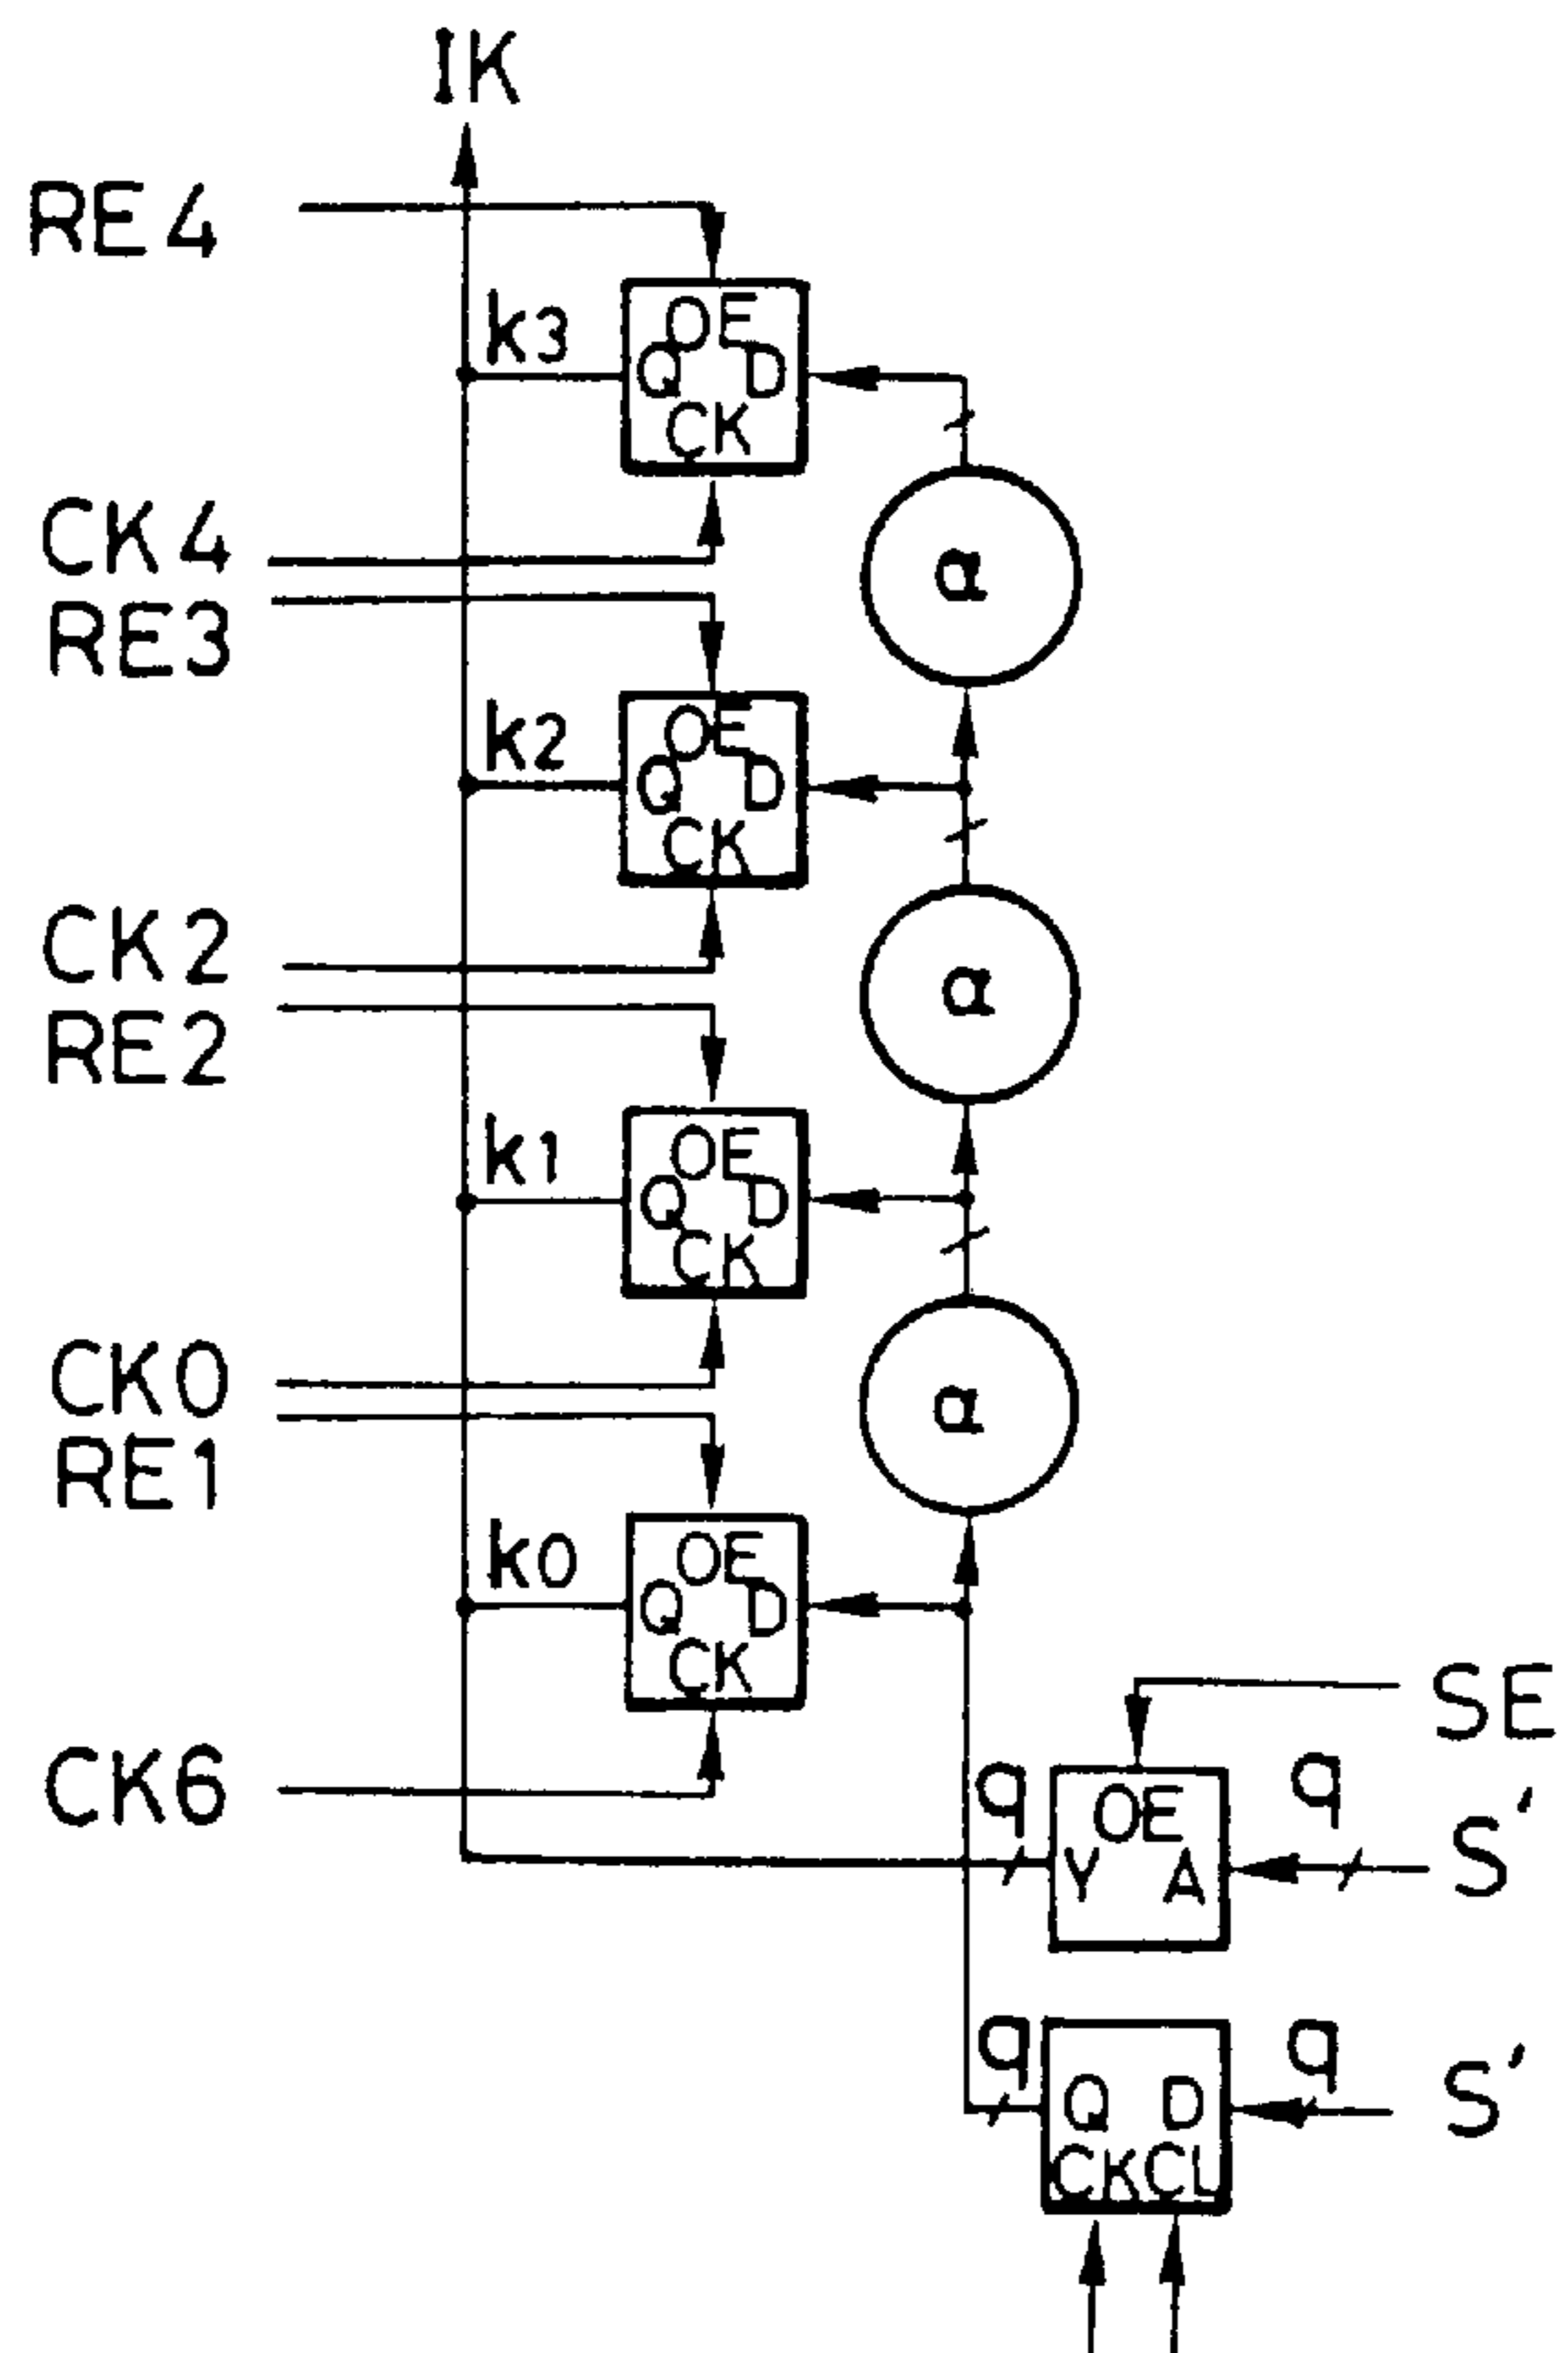 IK
RE4
k3
OE
Q D
CK
CK4
α
RE3
k2
OE
Q D
CK
CK2
α
RE2
k1
OE
Q D
CK
CK0
α
RE1
k0
OE
Q D
CK
CK6
SE
q
OE
Y A
q
S'
q
Q D
CK CL
q
S'